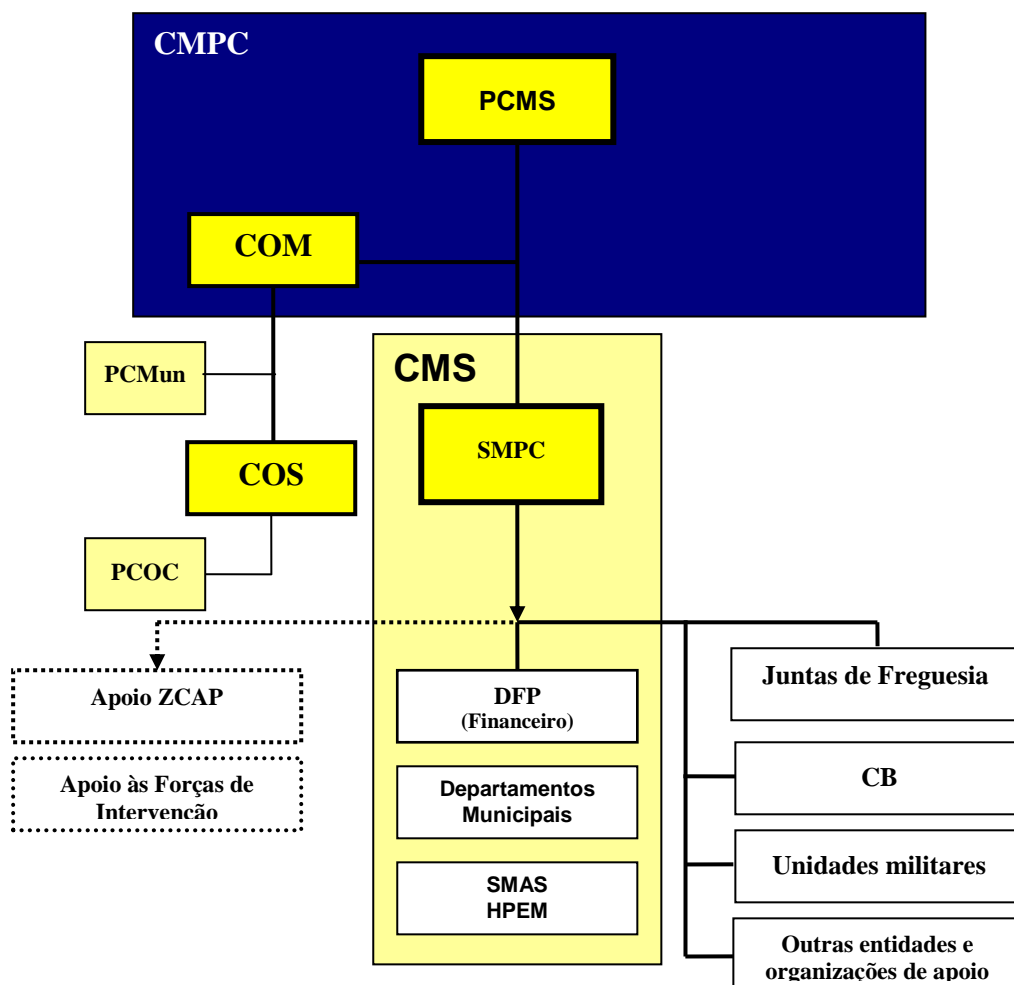 CMPC
PCMS
COM
PCMun
CMS
SMPC
COS
PCOC
Apoio ZCAP
DFP
(Financeiro)
Juntas de Freguesia
Apoio às Forças de
Intervenção
Departamentos
Municipais
CB
Unidades militares
SMAS
HPEM
Outras entidades e
organizações de apoio